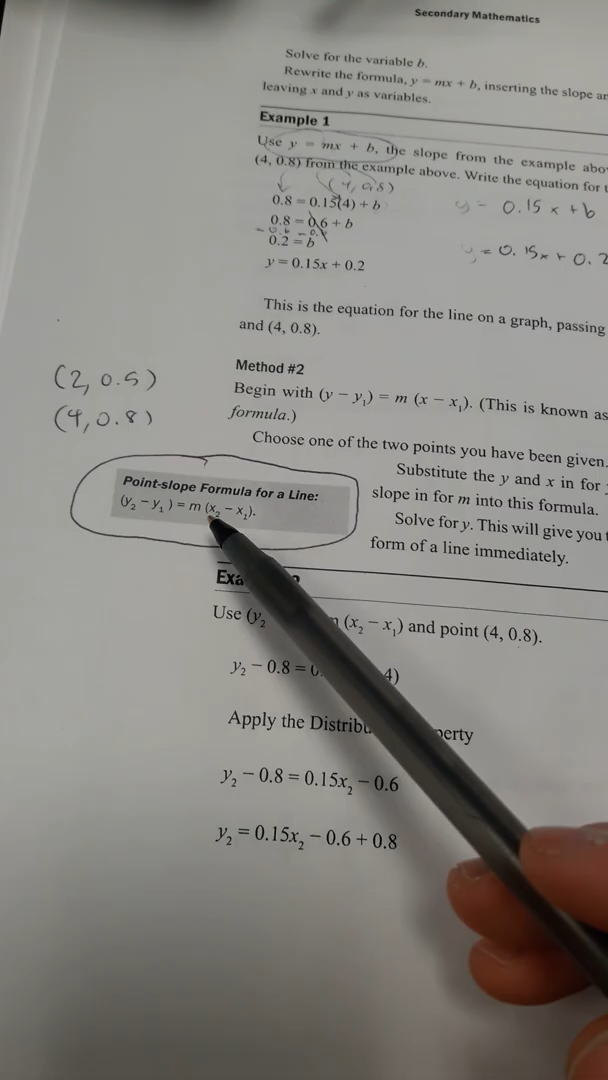 Secondary Mathematics
Solve for the variable b.
Rewrite the formula, y = mx + b, inserting the slope
leaving x and y as variables.
Example 1
Use y = mx + b, the slope from the example
(4, 0.8) from the example above. Write the equation for
(4, 0.8)
0.8 = 0.15(4) + b
y = 0.15x + b
0.8 = 0.6 + b
- 0.6 - 0.6
0.2 = b
y = 0.15x + 0.2
y = 0.15x + 0.2
This is the equation for the line on a graph, passing
and (4, 0.8).
(2, 0.5)
(4, 0.8)
Method #2
Begin with (y − y₁) = m (x − x₁). (This is known as
formula.)
Choose one of the two points you have been given.
Substitute the y and x in for
slope in for m into this formula.
Solve for y. This will give you
form of a line immediately.
Point-slope Formula for a Line:
(y₂ − y₁) = m (x₂ − x₁).
Use (y₂ (x₂ − x₁) and point (4, 0.8).
y₂ − 0.8 = 4)
Apply the
y₂ − 0.8 = 0.15x₂ − 0.6
y₂ = 0.15x₂ − 0.6 + 0.8